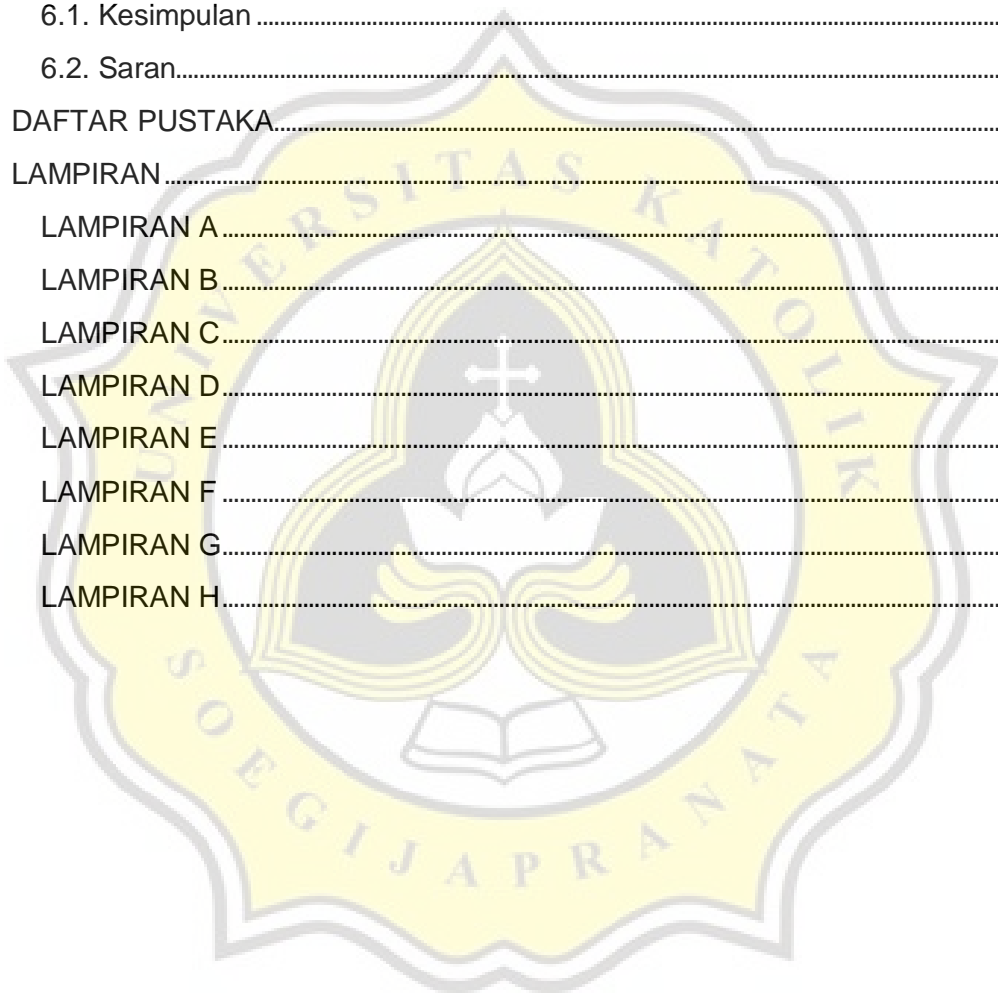 6.1. Kesimpulan ........................................................................
6.2. Saran........................................................................
DAFTAR PUSTAKA........................................................................
LAMPIRAN ........................................................................
LAMPIRAN A ........................................................................
LAMPIRAN B ........................................................................
LAMPIRAN C ........................................................................
LAMPIRAN D ........................................................................
LAMPIRAN E ........................................................................
LAMPIRAN F ........................................................................
LAMPIRAN G........................................................................
LAMPIRAN H ........................................................................
UNIVERSITAS KATOLIK
SOEGIJAPRANATA